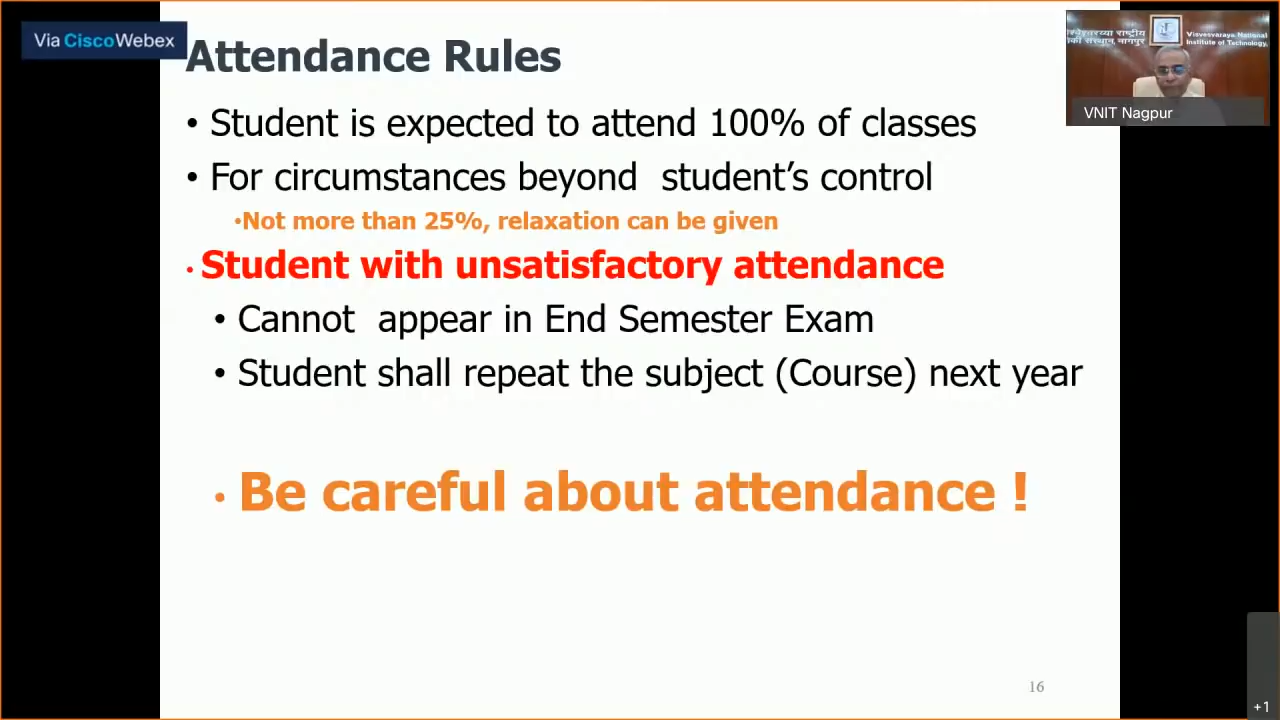 Via CiscoWebex
Attendance Rules
• Student is expected to attend 100% of classes
• For circumstances beyond student’s control
•Not more than 25%, relaxation can be given
• Student with unsatisfactory attendance
• Cannot appear in End Semester Exam
• Student shall repeat the subject (Course) next year
• Be careful about attendance !
16
राष्ट्रीय
संस्थान, नागपुर
Visvesvaraya National
Institute of Technology,
VNIT Nagpur
+1